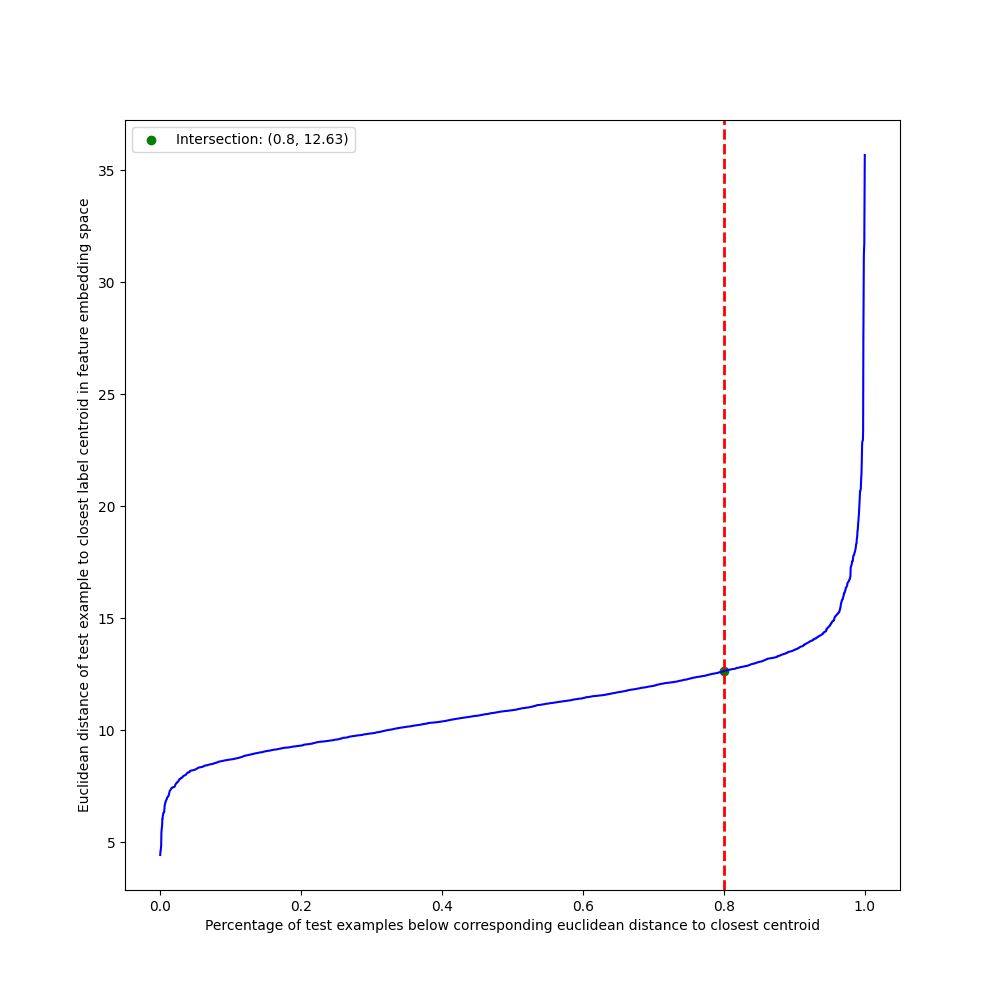 Intersection: (0.8, 12.63)
35
30
25
20
15
10
5
Euclidean distance of test example to closest label centroid in feature embedding space
0.0 0.2 0.4 0.6 0.8 1.0
Percentage of test examples below corresponding euclidean distance to closest centroid